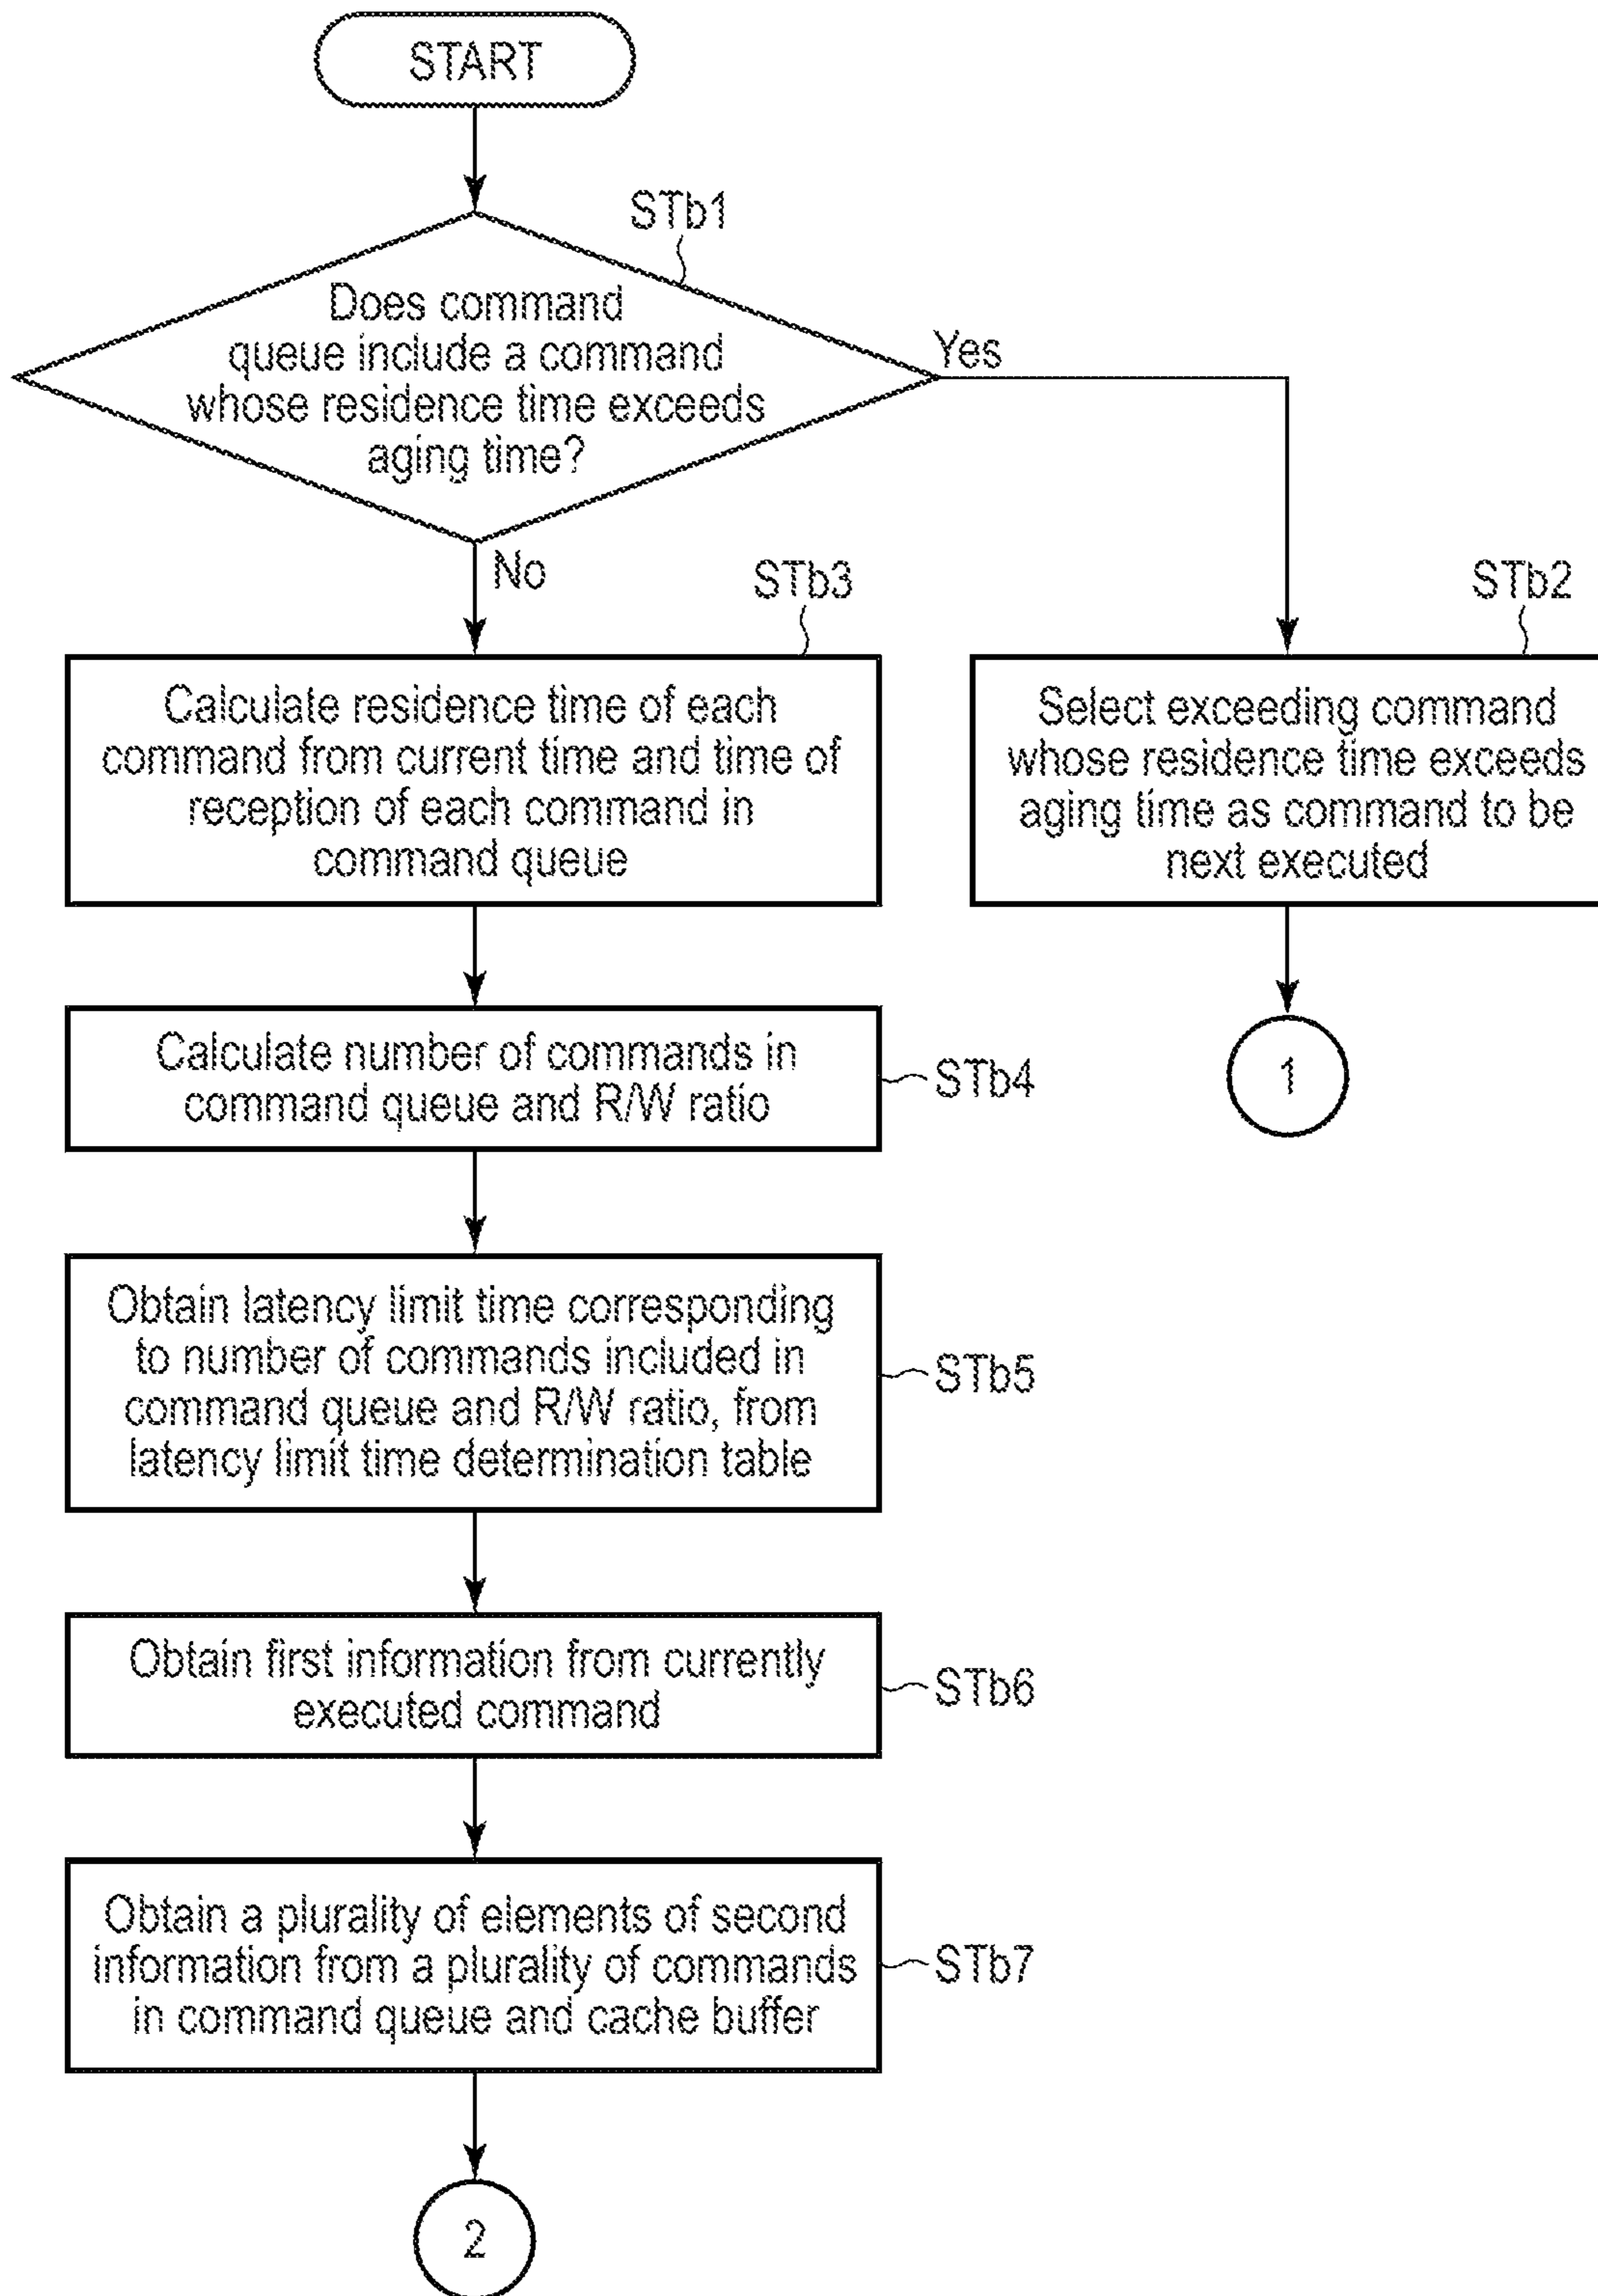 START
STb1
Does command
queue include a command
whose residence time exceeds
aging time?
Yes
No
STb3
Calculate residence time of each
command from current time and time of
reception of each command in
command queue
STb2
Select exceeding command
whose residence time exceeds
aging time as command to be
next executed
1
Calculate number of commands in
command queue and R/W ratio
STb4
Obtain latency limit time corresponding
to number of commands included in
command queue and R/W ratio, from
latency limit time determination table
STb5
Obtain first information from currently
executed command
STb6
Obtain a plurality of elements of second
information from a plurality of commands
in command queue and cache buffer
STb7
2